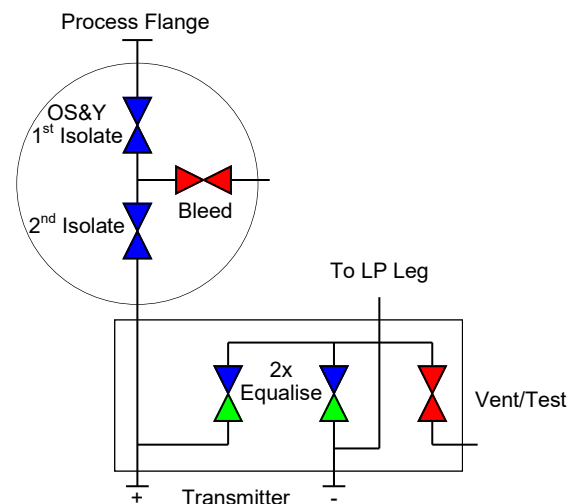 Process Flange
OS&Y
1st Isolate
2nd Isolate
Bleed
To LP Leg
2x
Equalise
Vent/Test
+ Transmitter -